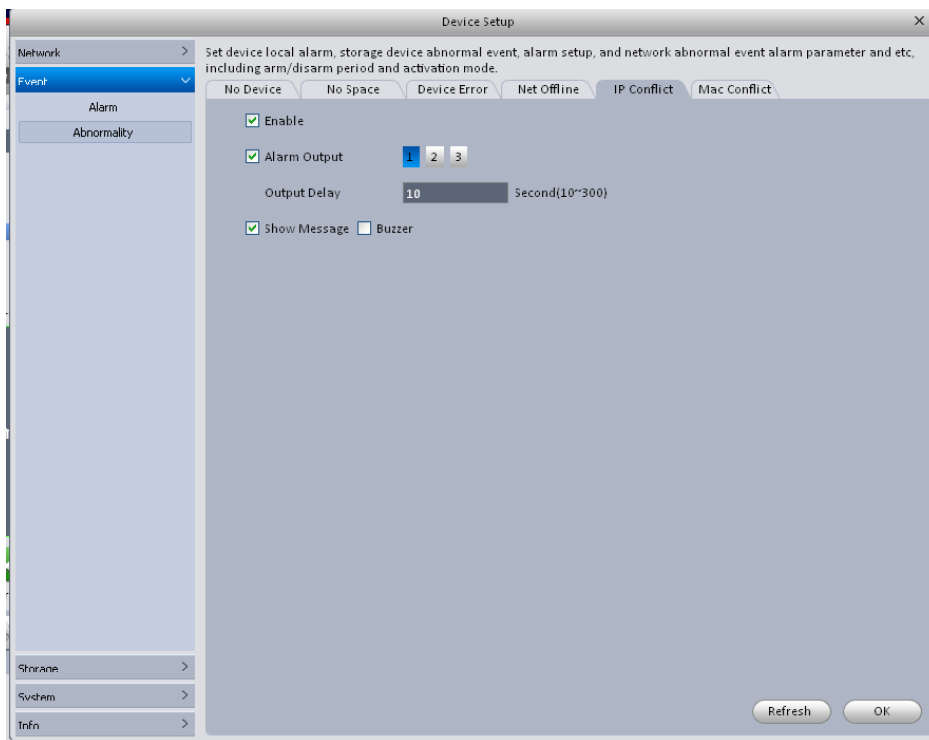 Device Setup
Network
Event
Alarm
Abnormality
Storage
System
Info
Set device local alarm, storage device abnormal event, alarm setup, and network abnormal event alarm parameter and etc,
including arm/disarm period and activation mode.
No Device No Space Device Error Net Offline IP Conflict Mac Conflict
Enable
Alarm Output 1 2 3
Output Delay 10 Second(10~300)
Show Message Buzzer
Refresh OK